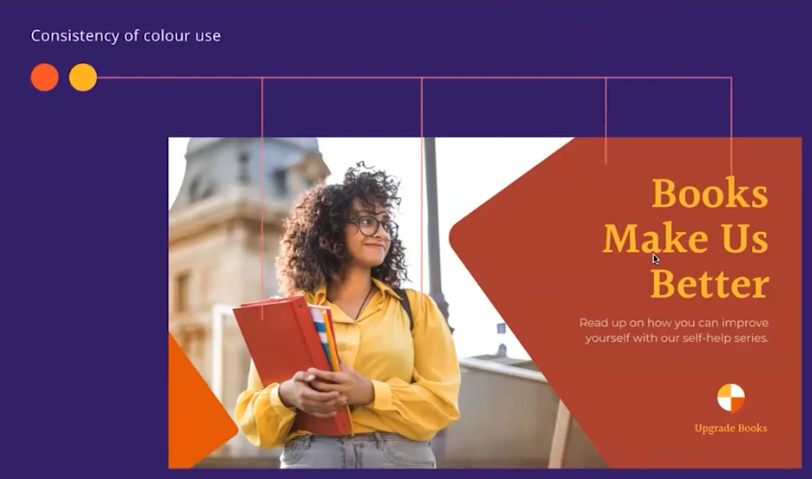 Consistency of colour use
Books
Make Us
Better
Read up on how you can improve
yourself with our self-help series.
Upgrade Books